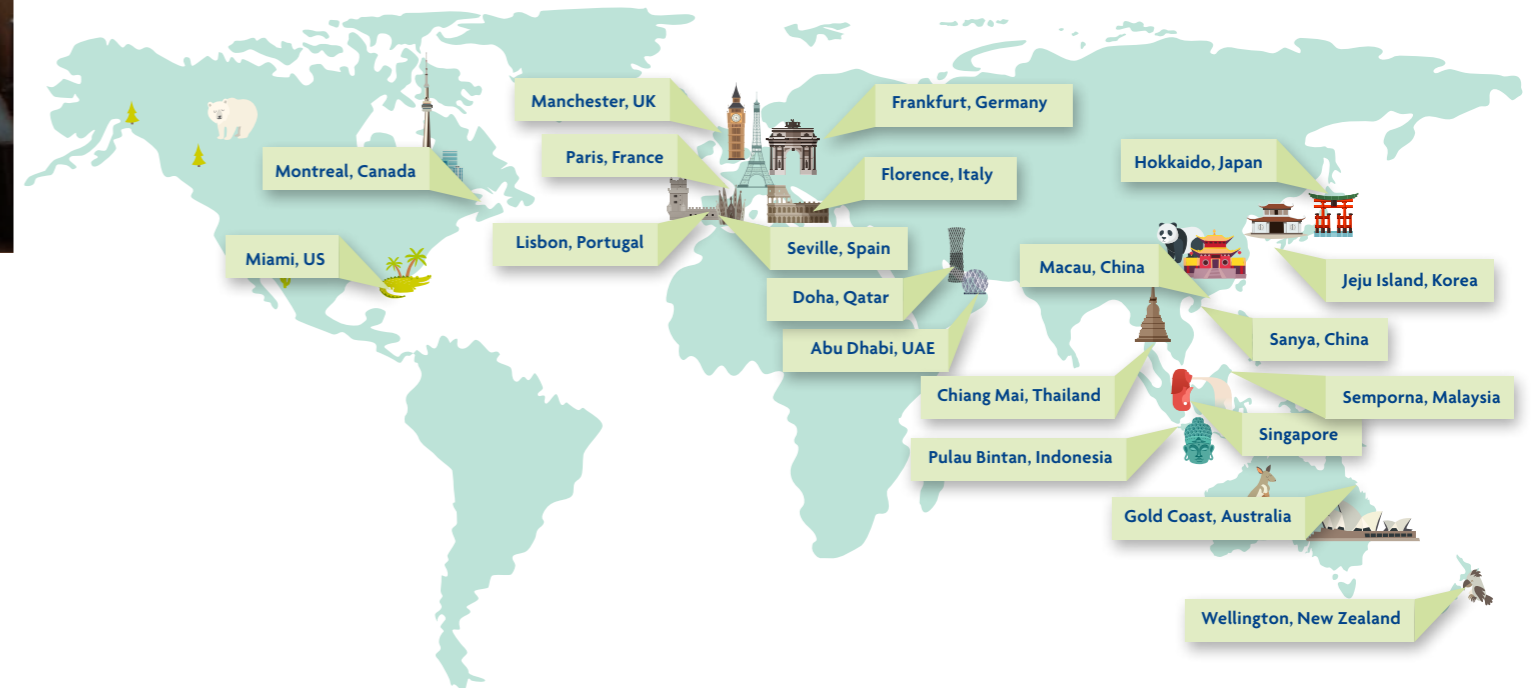 Manchester, UK
Frankfurt, Germany
Paris, France
Hokkaido, Japan
Montreal, Canada
Florence, Italy
Lisbon, Portugal
Seville, Spain
Miami, US
Macau, China
Jeju Island, Korea
Doha, Qatar
Sanya, China
Abu Dhabi, UAE
Chiang Mai, Thailand
Semporna, Malaysia
Singapore
Pulau Bintan, Indonesia
Gold Coast, Australia
Wellington, New Zealand